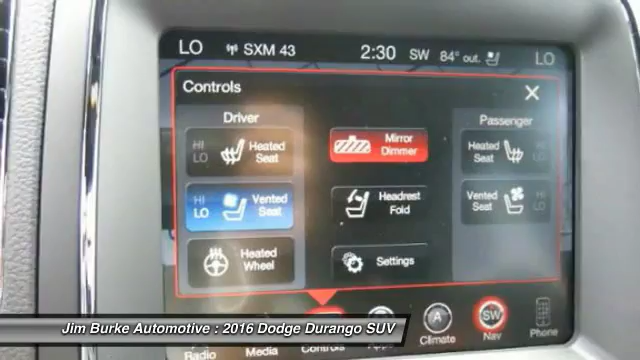 LO SXM 43 2:30 SW 84° out. LO
Controls
Driver
Passenger
HI
LO
Heated
Seat
Mirror
Dimmer
Heated
Seat
HI
LO
HI
LO
Vented
Seat
Headrest
Fold
Vented
Seat
HI
LO
Heated
Wheel
Settings
Jim Burke Automotive : 2016 Dodge Durango SUV
Radio
Media
Controls
A
Climate
SW
Nav
Phone